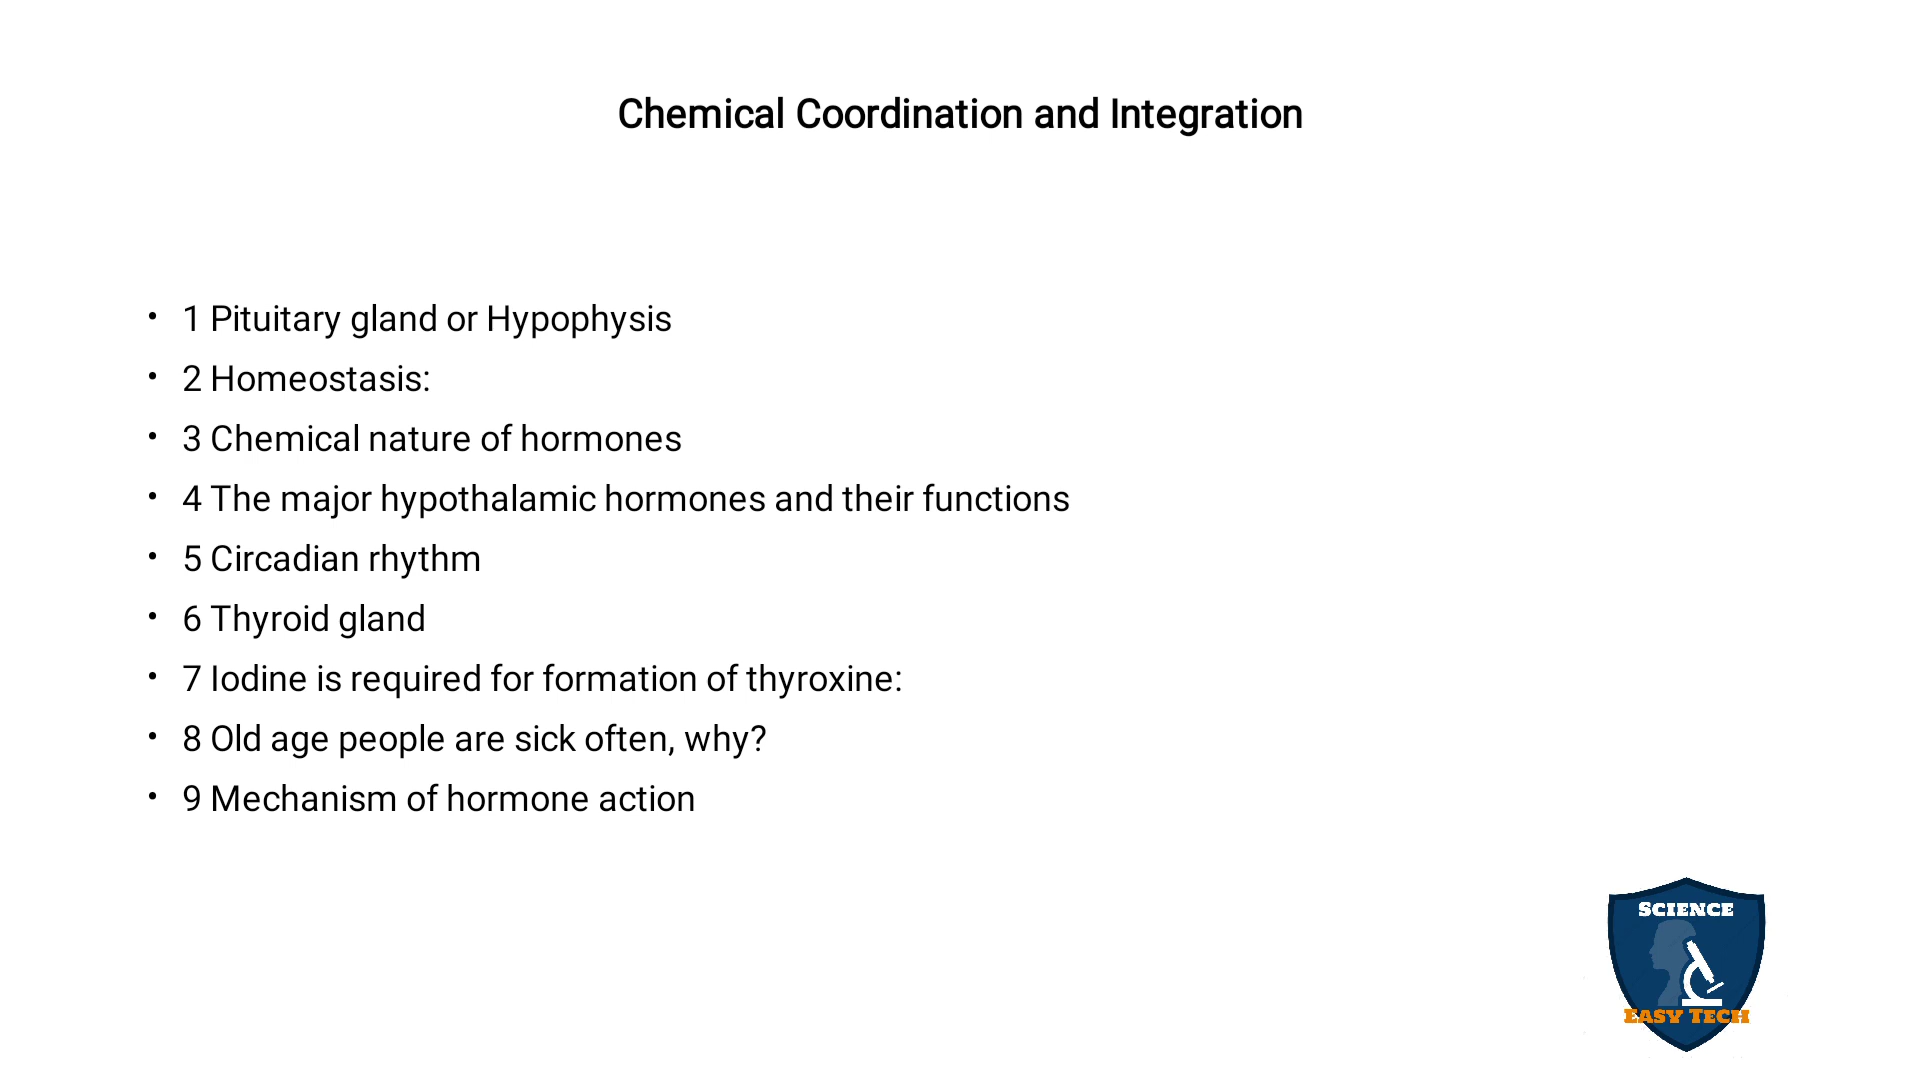 Chemical Coordination and Integration
• 1 Pituitary gland or Hypophysis
• 2 Homeostasis:
• 3 Chemical nature of hormones
• 4 The major hypothalamic hormones and their functions
• 5 Circadian rhythm
• 6 Thyroid gland
• 7 Iodine is required for formation of thyroxine:
• 8 Old age people are sick often, why?
• 9 Mechanism of hormone action
SCIENCE
EASY TECH